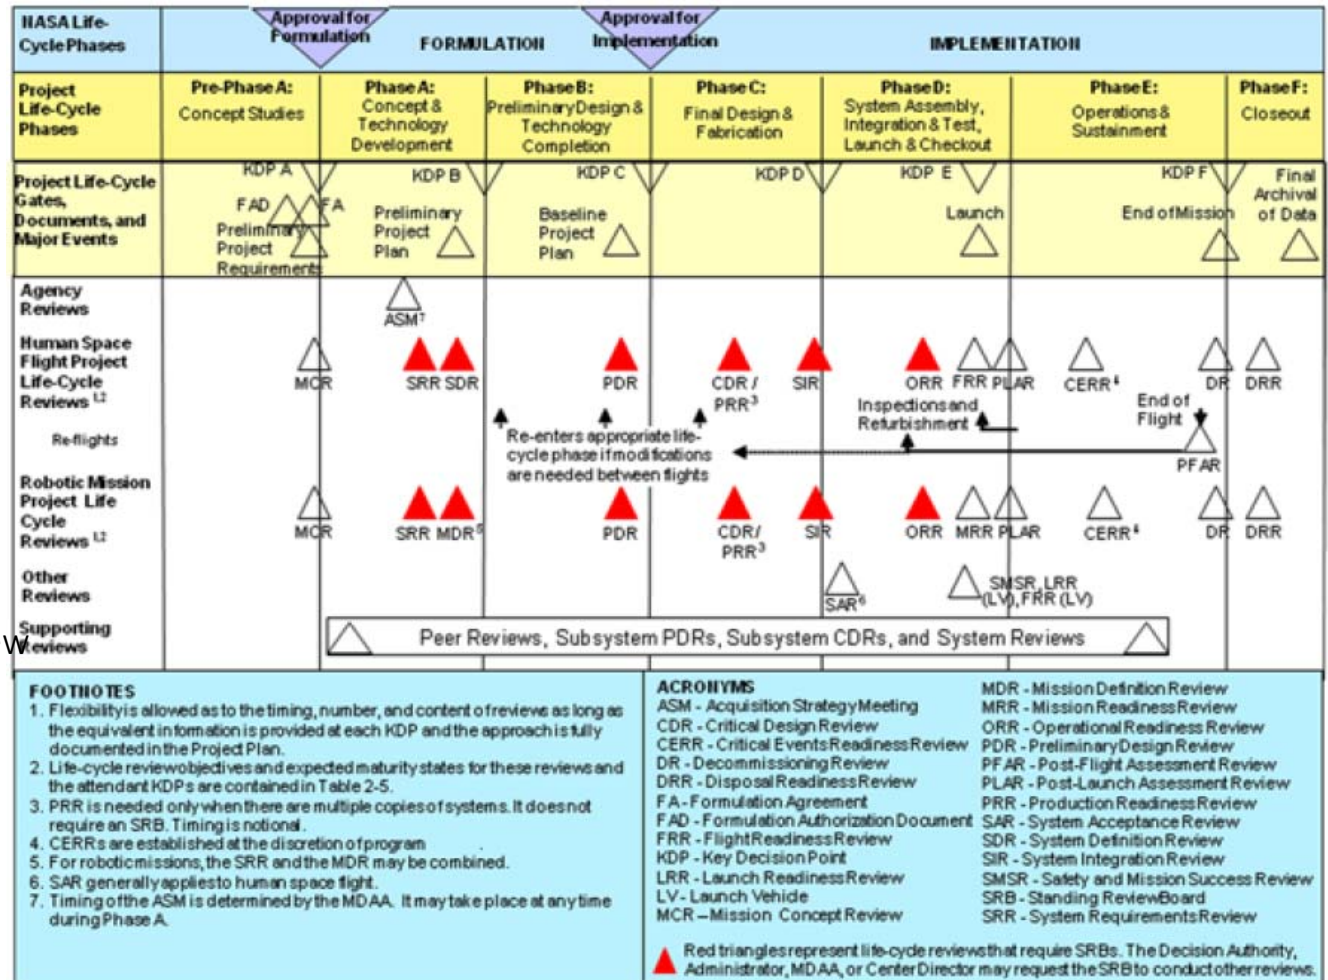 NASA Life-
Cycle Phases
Approval for
Formulation
FORMULATION
Approval for
Implementation
IMPLEMENTATION
Project
Life-Cycle
Phases
Pre-Phase A:
Concept Studies
Phase A:
Concept &
Technology
Development
Phase B:
Preliminary Design &
Technology
Completion
Phase C:
Final Design &
Fabrication
Phase D:
System Assembly,
Integration & Test,
Launch & Checkout
Phase E:
Operations &
Sustainment
Phase F:
Closeout
Project Life-Cycle
Gates,
Documents, and
Major Events
KDP A
FAD
FA
Preliminary
Project
Requirements
KDP B
Preliminary
Project
Plan
KDP C
Baseline
Project
Plan
KDP D
KDP E
Launch
KDP F
End of Mission
Final
Archival
of Data
Agency
Reviews
ASM⁷
Human Space
Flight Project
Life-Cycle
Reviews ¹,²
MCR
SRR
SDR
PDR
CDR /
PRR³
SIR
ORR
FRR
PLAR
CERR⁴
DR
DRR
Re-flights
Re-enters appropriate life-
cycle phase if modifications
are needed between flights
Inspections and
Refurbishment
End of
Flight
PFAR
Robotic Mission
Project Life
Cycle
Reviews ¹,²
MCR
SRR
MDR⁵
PDR
CDR/
PRR³
SIR
ORR
MRR
PLAR
CERR⁴
DR
DRR
Other
Reviews
SAR⁶
SMSR, LRR
(LV), FRR (LV)
W
Supporting
Reviews
Peer Reviews, Subsystem PDRs, Subsystem CDRs, and System Reviews
FOOTNOTES
1. Flexibility is allowed as to the timing, number, and content of reviews as long as
the equivalent information is provided at each KDP and the approach is fully
documented in the Project Plan.
2. Life-cycle review objectives and expected maturity states for these reviews and
the attendant KDPs are contained in Table 2-5.
3. PRR is needed only when there are multiple copies of systems. It does not
require an SRB. Timing is notional.
4. CERRs are established at the discretion of program .
5. For robotic missions, the SRR and the MDR may be combined.
6. SAR generally applies to human space flight.
7. Timing of the ASM is determined by the MDAA. It may take place at any time
during Phase A.
ACRONYMS
ASM - Acquisition Strategy Meeting
CDR - Critical Design Review
CERR - Critical Events Readiness Review
DR - Decommissioning Review
DRR - Disposal Readiness Review
FA - Formulation Agreement
FAD - Formulation Authorization Document
FRR - Flight Readiness Review
KDP - Key Decision Point
LRR - Launch Readiness Review
LV - Launch Vehicle
MCR – Mission Concept Review
MDR - Mission Definition Review
MRR - Mission Readiness Review
ORR - Operational Readiness Review
PDR - Preliminary Design Review
PFAR - Post-Flight Assessment Review
PLAR - Post-Launch Assessment Review
PRR - Production Readiness Review
SAR - System Acceptance Review
SDR - System Definition Review
SIR - System Integration Review
SMSR - Safety and Mission Success Review
SRB - Standing Review Board
SRR - System Requirements Review
Red triangles represent life-cycle reviews that require SRBs. The Decision Authority,
Administrator, MDAA, or Center Director may request the SRB to conduct other reviews.